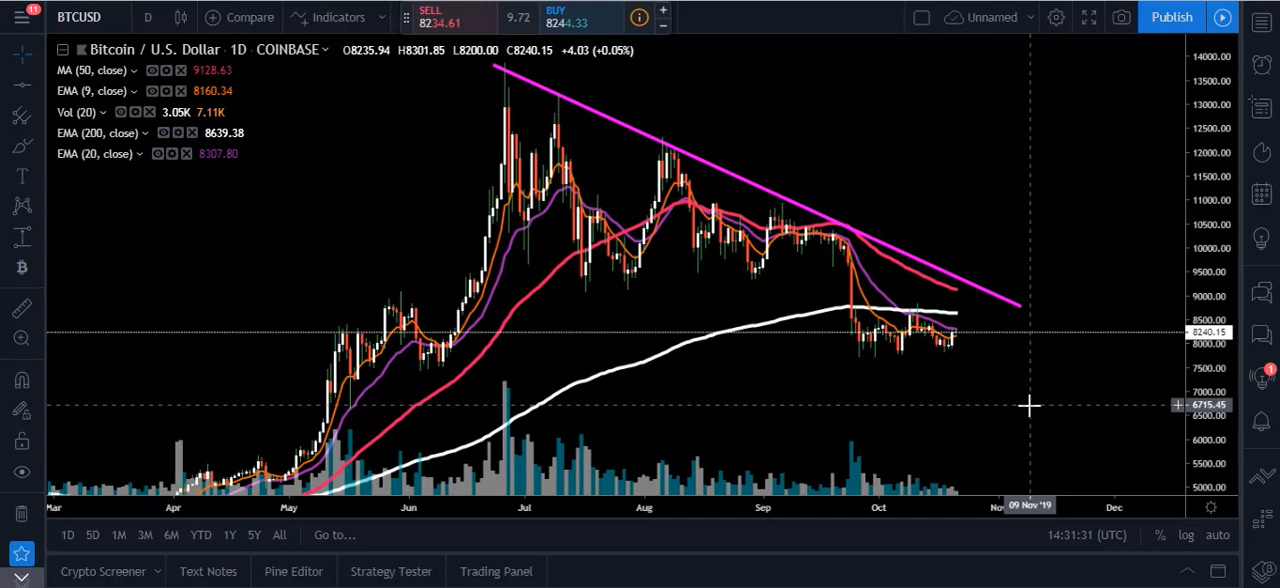 11
BTCUSD D Compare Indicators SELL 8234.61 9.72 BUY 8244.33 Unnamed Publish
Bitcoin / U.S. Dollar · 1D · COINBASE O8235.94 H8301.85 L8200.00 C8240.15 +4.03 (+0.05%)
MA (50, close) 9128.63
EMA (9, close) 8160.34
Vol (20) 3.05K 7.11K
EMA (200, close) 8639.38
EMA (20, close) 8307.80
14000.00
13500.00
13000.00
12500.00
12000.00
11500.00
11000.00
10500.00
10000.00
9500.00
9000.00
8500.00
8240.15
8000.00
7500.00
7000.00
6715.45
6500.00
6000.00
5500.00
5000.00
1
Mar Apr May Jun Jul Aug Sep Oct Nov 09 Nov '19 Dec
1D 5D 1M 3M 6M YTD 1Y 5Y All Go to... 14:31:31 (UTC) % log auto
Crypto Screener Text Notes Pine Editor Strategy Tester Trading Panel